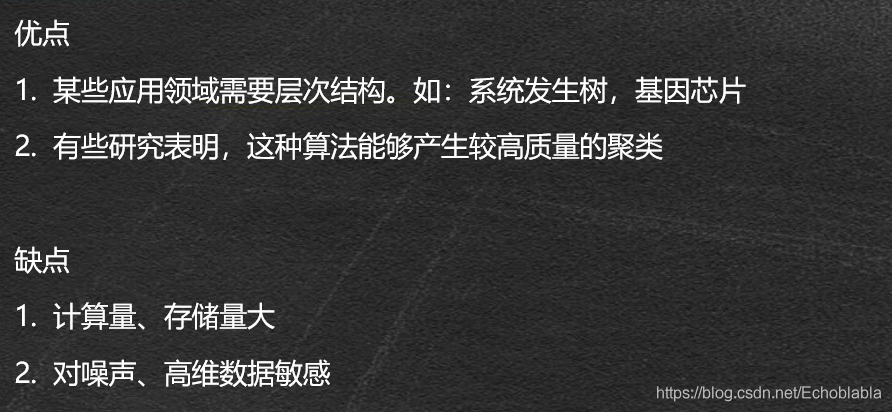 优点
1. 某些应用领域需要层次结构。如：系统发生树，基因芯片
2. 有些研究表明，这种算法能够产生较高质量的聚类
缺点
1. 计算量、存储量大
2. 对噪声、高维数据敏感
https://blog.csdn.net/Echoblabla